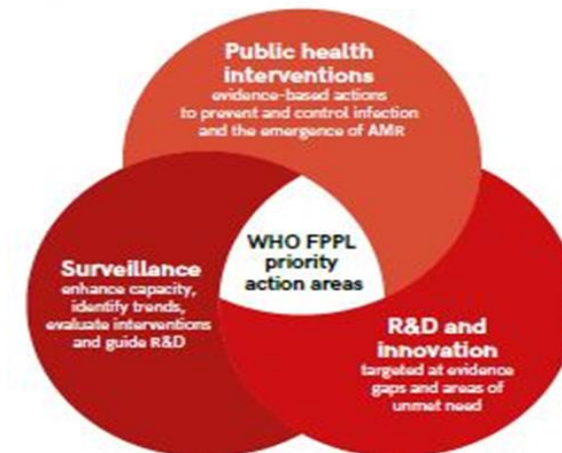 Public health
interventions
evidence-based actions
to prevent and control infection
and the emergence of AMR
WHO FPPL
priority
action areas
Surveillance
enhance capacity,
identify trends,
evaluate interventions
and guide R&D
R&D and
innovation
targeted at evidence
gaps and areas of
unmet need